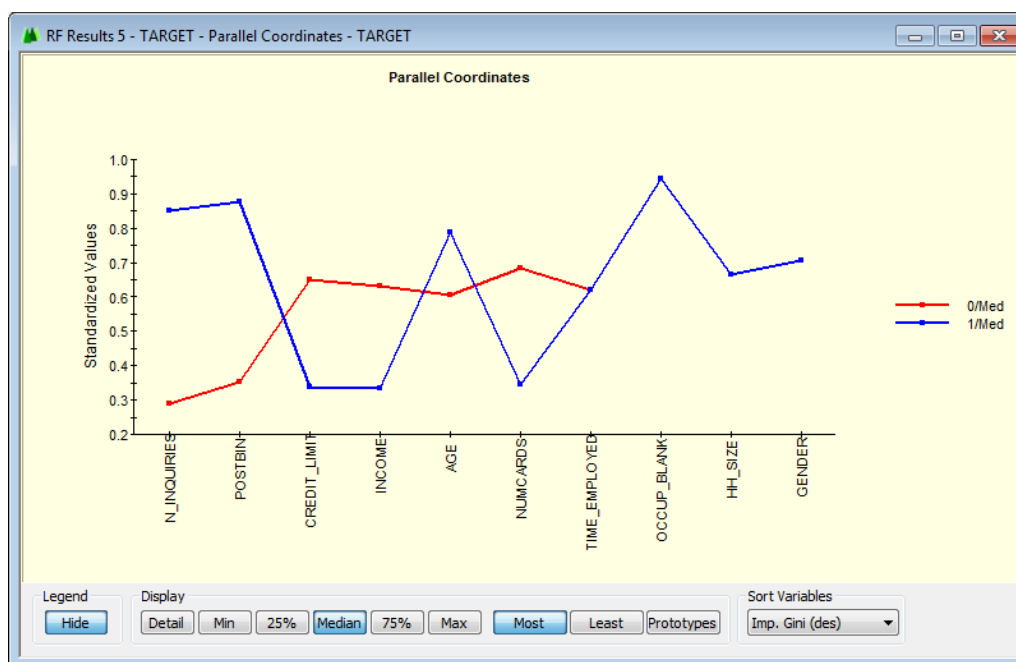 RF Results 5 - TARGET - Parallel Coordinates - TARGET
Parallel Coordinates
Standardized Values
1.0
0.9
0.8
0.7
0.6
0.5
0.4
0.3
0.2
N_INQUIRIES
POSTBIN
CREDIT_LIMIT
INCOME
AGE
NUMCARDS
TIME_EMPLOYED
OCCUP_BLANK
HH_SIZE
GENDER
0/Med
1/Med
Legend
Hide
Display
Detail Min 25% Median 75% Max Most Least Prototypes
Sort Variables
Imp. Gini (des)